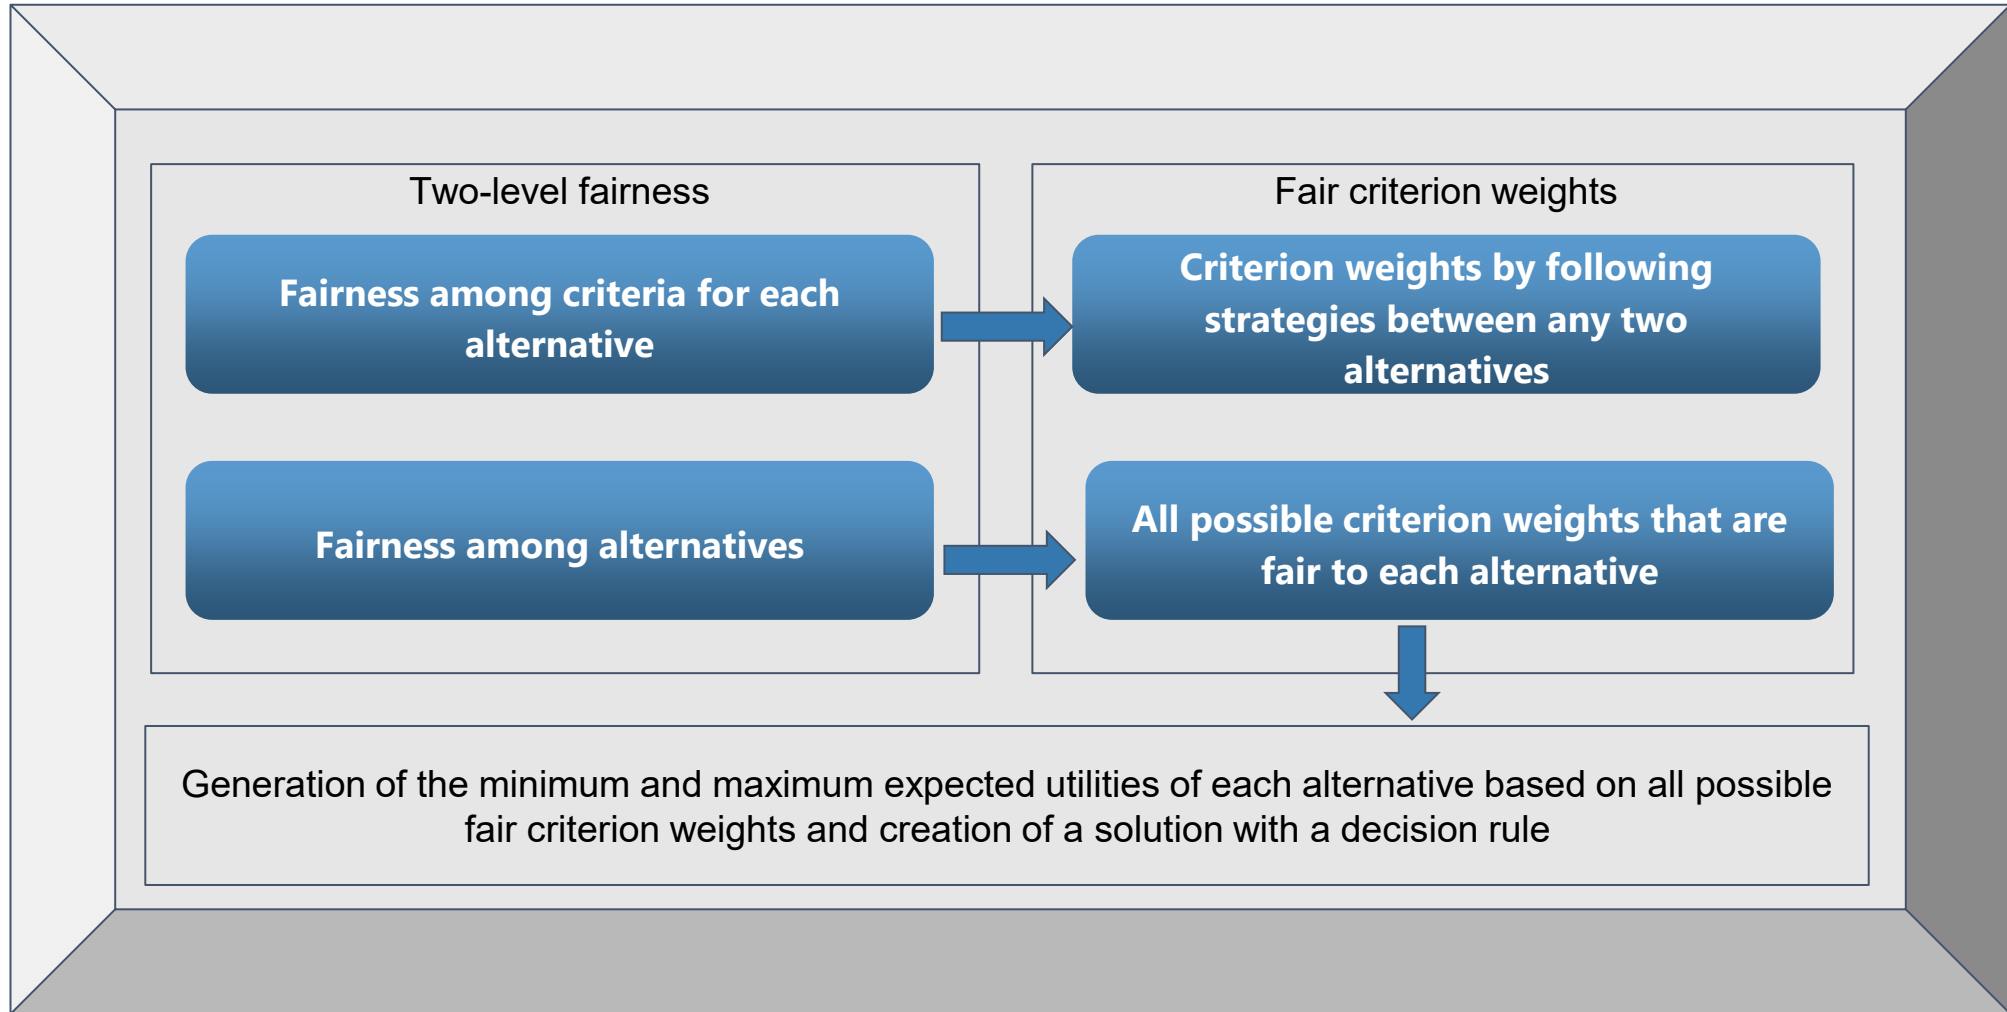 Two-level fairness
Fairness among criteria for each
alternative
Fairness among alternatives
Fair criterion weights
Criterion weights by following
strategies between any two
alternatives
All possible criterion weights that are
fair to each alternative
Generation of the minimum and maximum expected utilities of each alternative based on all possible
fair criterion weights and creation of a solution with a decision rule